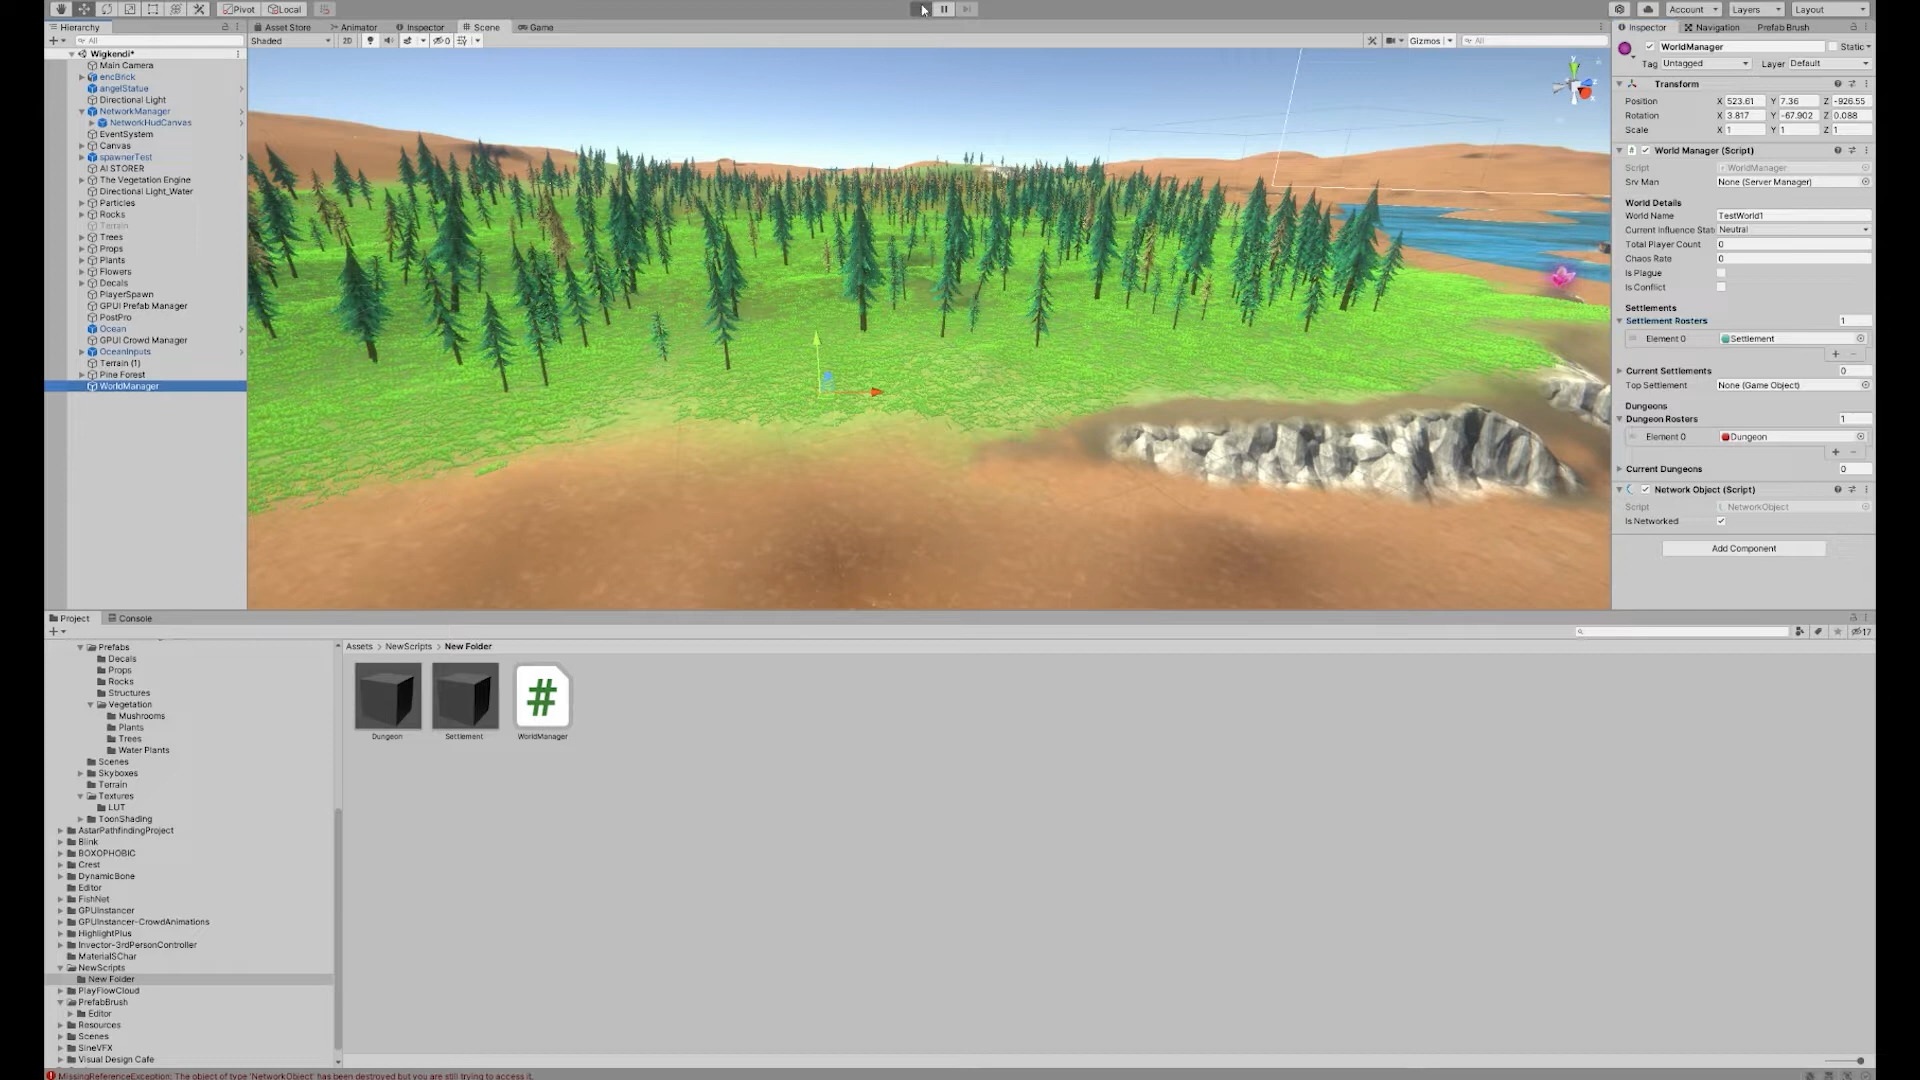 Pivot Local Account Layers Layout
Hierarchy
Asset Store Animator Inspector Scene Game
Inspector Navigation Prefab Brush
All
Shaded 2D 0 Gizmos All
Wigkendi*
Main Camera
encBrick
angelStatue
Directional Light
NetworkManager
NetworkHudCanvas
EventSystem
Canvas
spawnerTest
AI STORER
The Vegetation Engine
Directional Light_Water
Particles
Rocks
Terrain
Trees
Props
Plants
Flowers
Decals
PlayerSpawn
GPUI Prefab Manager
PostPro
Ocean
GPUI Crowd Manager
OceanInputs
Terrain (1)
Pine Forest
WorldManager
WorldManager Static
Tag Untagged Layer Default
Transform
Position X 523.61 Y 7.36 Z -926.55
Rotation X 3.817 Y -67.902 Z 0.088
Scale X 1 Y 1 Z 1
World Manager (Script)
Script WorldManager
Srv Man None (Server Manager)
World Details
World Name TestWorld1
Current Influence Stat Neutral
Total Player Count 0
Chaos Rate 0
Is Plague
Is Conflict
Settlements
Settlement Rosters 1
Element 0 Settlement
+ -
Current Settlements 0
Top Settlement None (Game Object)
Dungeons
Dungeon Rosters 1
Element 0 Dungeon
+ -
Current Dungeons 0
Network Object (Script)
Script NetworkObject
Is Networked
Add Component
Project Console
17
Assets > NewScripts > New Folder
Dungeon Settlement WorldManager
Prefabs
Decals
Props
Rocks
Structures
Vegetation
Mushrooms
Plants
Trees
Water Plants
Scenes
Skyboxes
Terrain
Textures
LUT
ToonShading
AstarPathfindingProject
Blink
BOXOPHOBIC
Crest
DynamicBone
Editor
FishNet
GPUInstancer
GPUInstancer-CrowdAnimations
HighlightPlus
Invector-3rdPersonController
MaterialSChar
NewScripts
New Folder
PlayFlowCloud
PrefabBrush
Editor
Resources
Scenes
SineVFX
Visual Design Cafe
MissingReferenceException: The object of type 'NetworkObject' has been destroyed but you are still trying to access it.